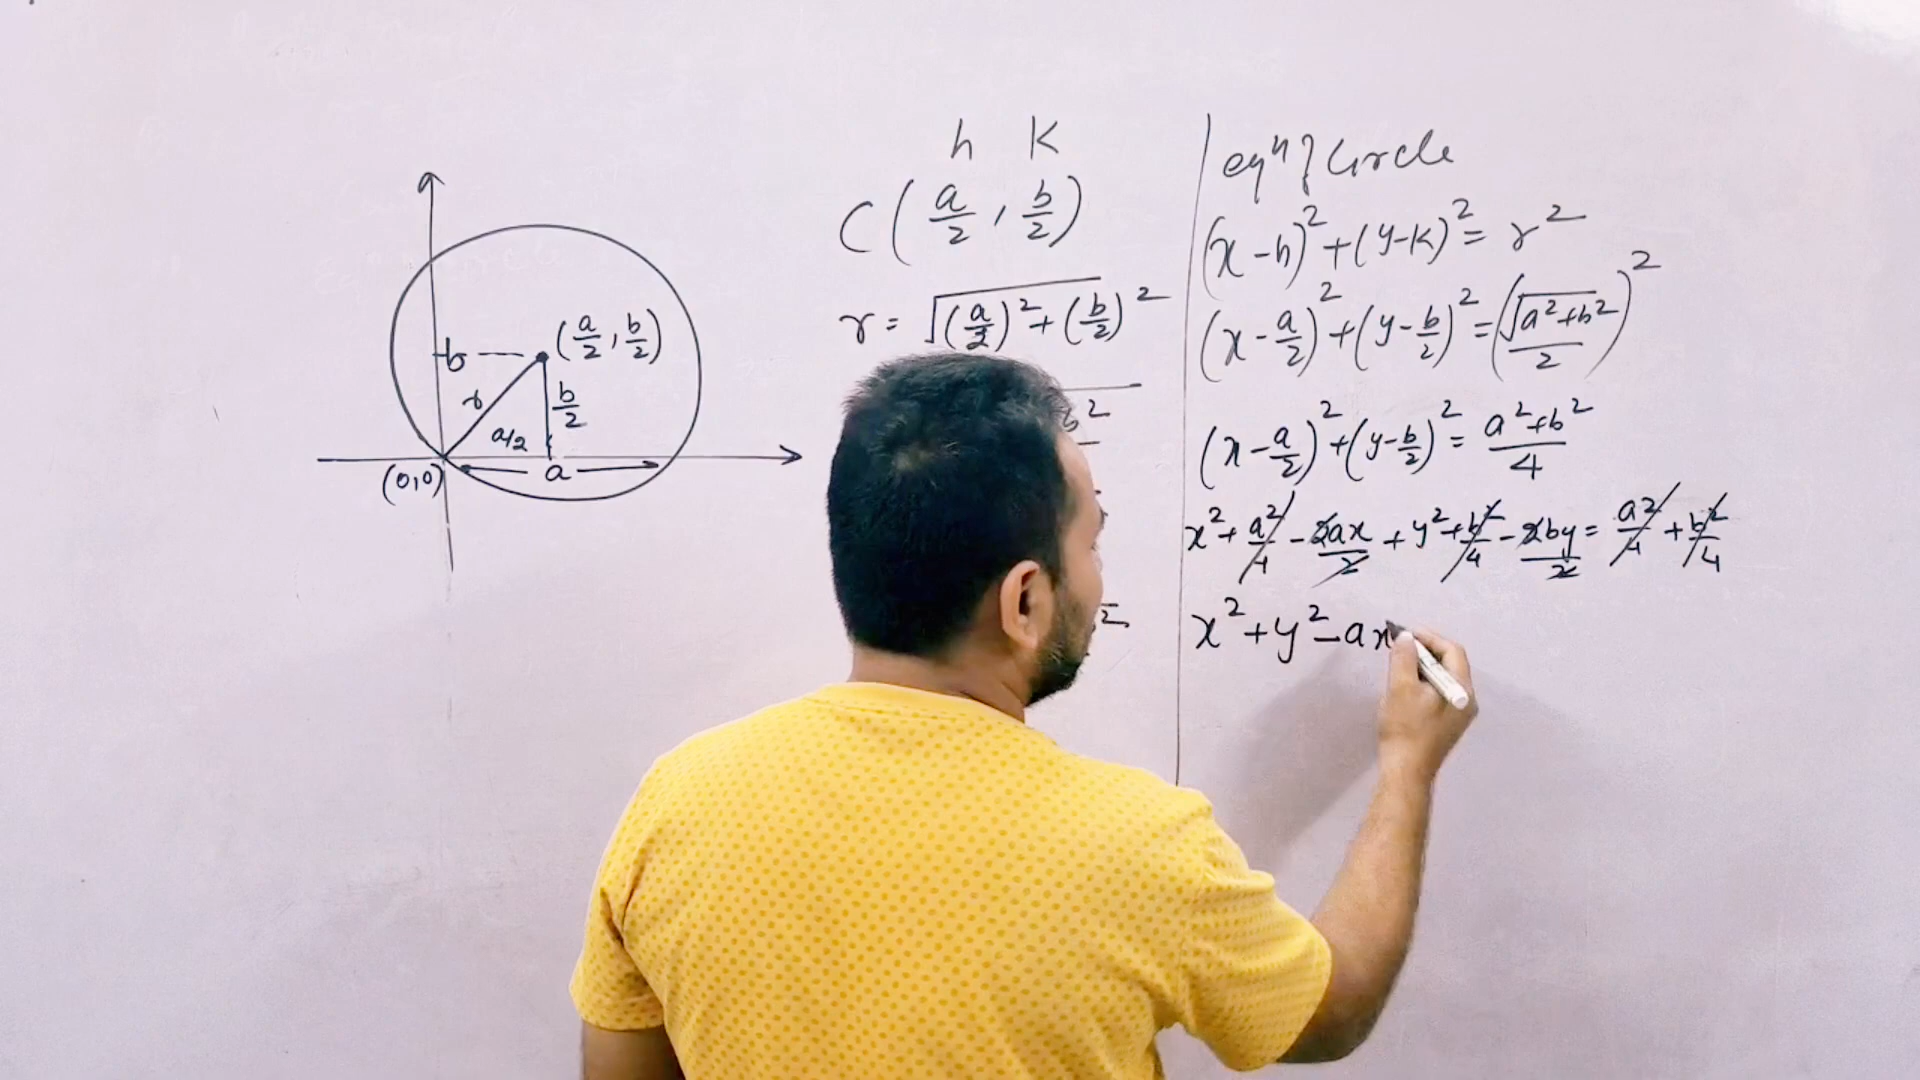 (a/2, b/2)
b
r
b/2
a/2
a
(0,0)
h K
C(a/2, b/2)
r = √((a/2)² + (b/2)²)
eqⁿ of Circle
(x-h)² + (y-k)² = r²
(x - a/2)² + (y - b/2)² = (√(a²+b²)/2)²
(x - a/2)² + (y - b/2)² = (a²+b²)/4
x² + a²/4 - 2ax/2 + y² + b²/4 - 2by/2 = a²/4 + b²/4
x² + y² - ax